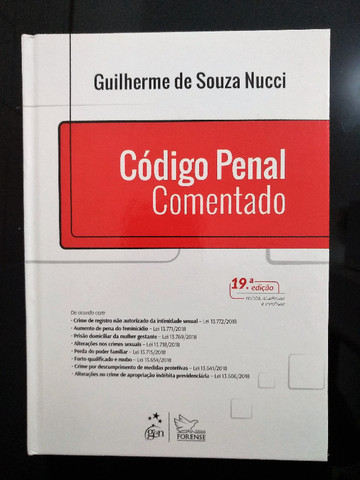 Guilherme de Souza Nucci
Código Penal
Comentado
19.ª edição
revista, atualizada
e ampliada
De acordo com:
• Crime de registro não autorizado da intimidade sexual – Lei 13.772/2018
• Aumento de pena do feminicídio – Lei 13.771/2018
• Prisão domiciliar da mulher gestante – Lei 13.769/2018
• Alterações nos crimes sexuais – Lei 13.718/2018
• Perda do poder familiar – Lei 13.715/2018
• Furto qualificado e roubo – Lei 13.654/2018
• Crime por descumprimento de medidas protetivas – Lei 13.641/2018
• Alterações no crime de apropriação indébita previdenciária – Lei 13.606/2018
gen
FORENSE